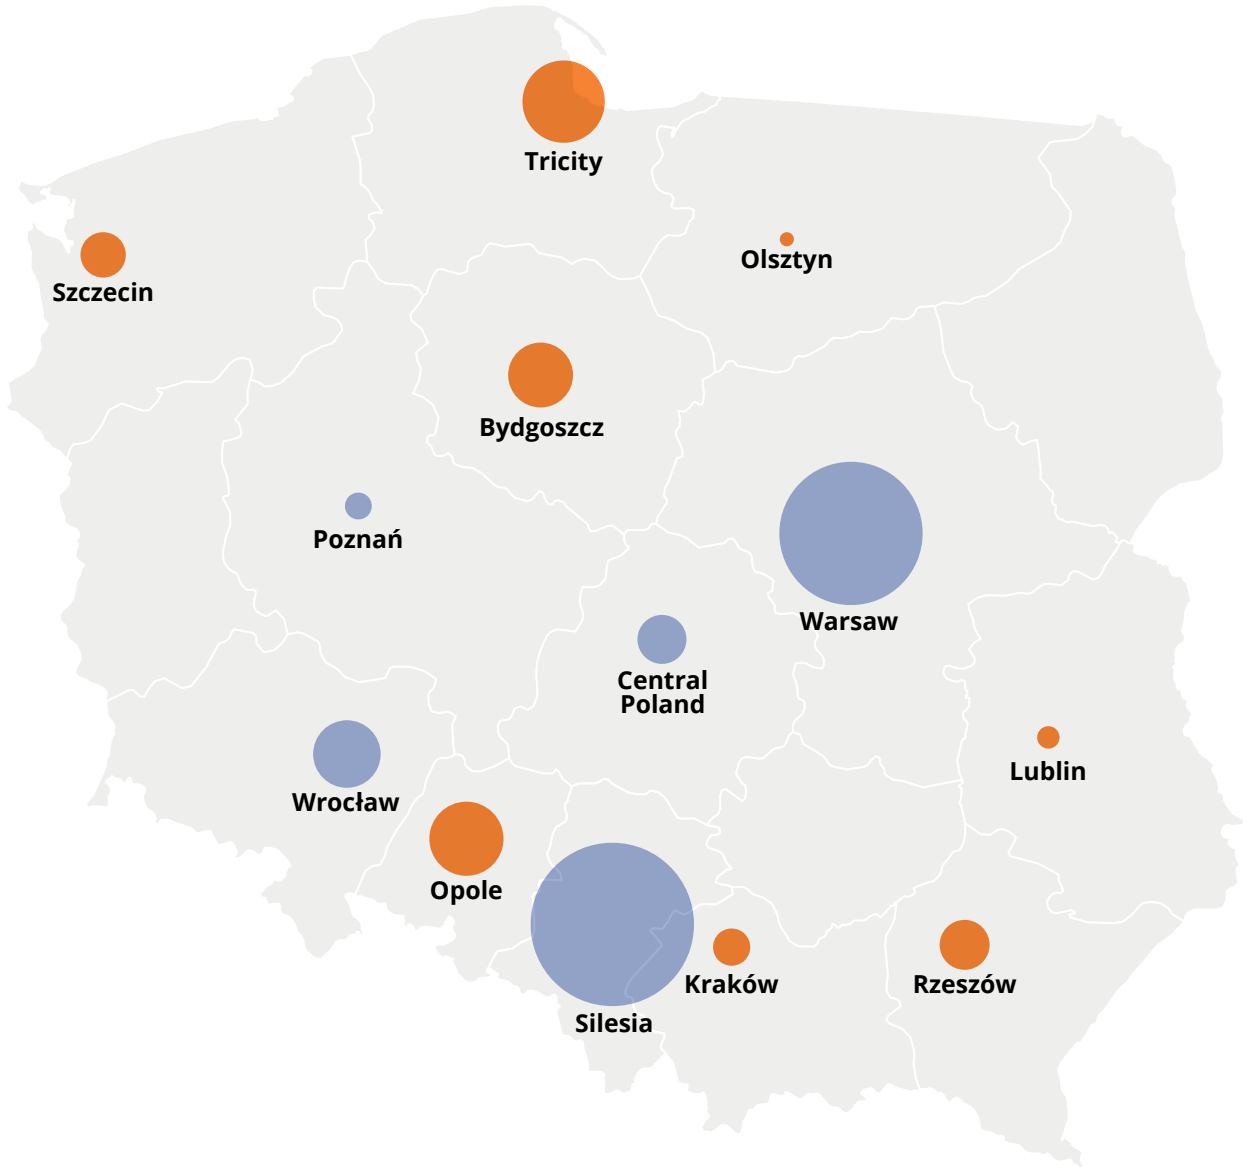 Tricity
Olsztyn
Szczecin
Bydgoszcz
Poznań
Warsaw
Central
Poland
Lublin
Wrocław
Opole
Kraków
Rzeszów
Silesia